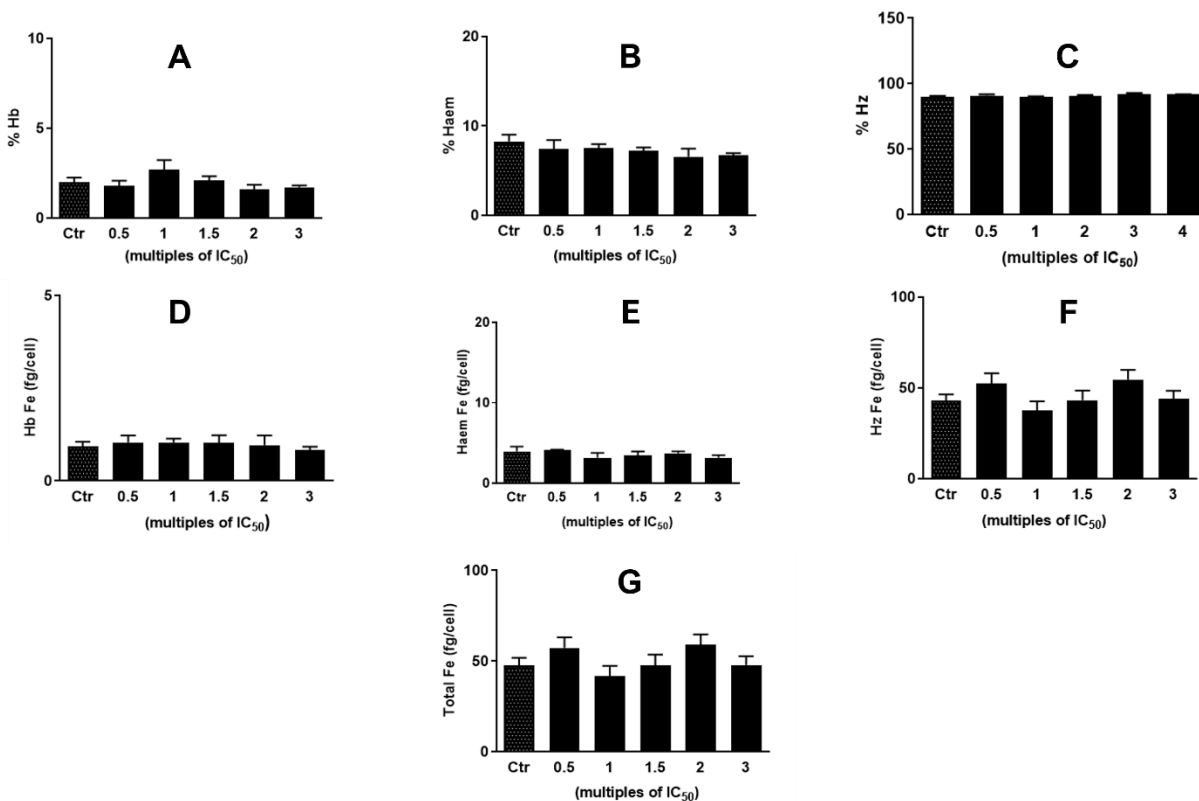 A
% Hb
10
5
0
Ctr 0.5 1 1.5 2 3
(multiples of IC50)
B
% Haem
20
10
0
Ctr 0.5 1 1.5 2 3
(multiples of IC50)
C
% Hz
150
100
50
0
Ctr 0.5 1 2 3 4
(multiples of IC50)
D
Hb Fe (fg/cell)
5
0
Ctr 0.5 1 1.5 2 3
(multiples of IC50)
E
Haem Fe (fg/cell)
20
10
0
Ctr 0.5 1 1.5 2 3
(multiples of IC50)
F
Hz Fe (fg/cell)
100
50
0
Ctr 0.5 1 1.5 2 3
(multiples of IC50)
G
Total Fe (fg/cell)
100
50
0
Ctr 0.5 1 1.5 2 3
(multiples of IC50)